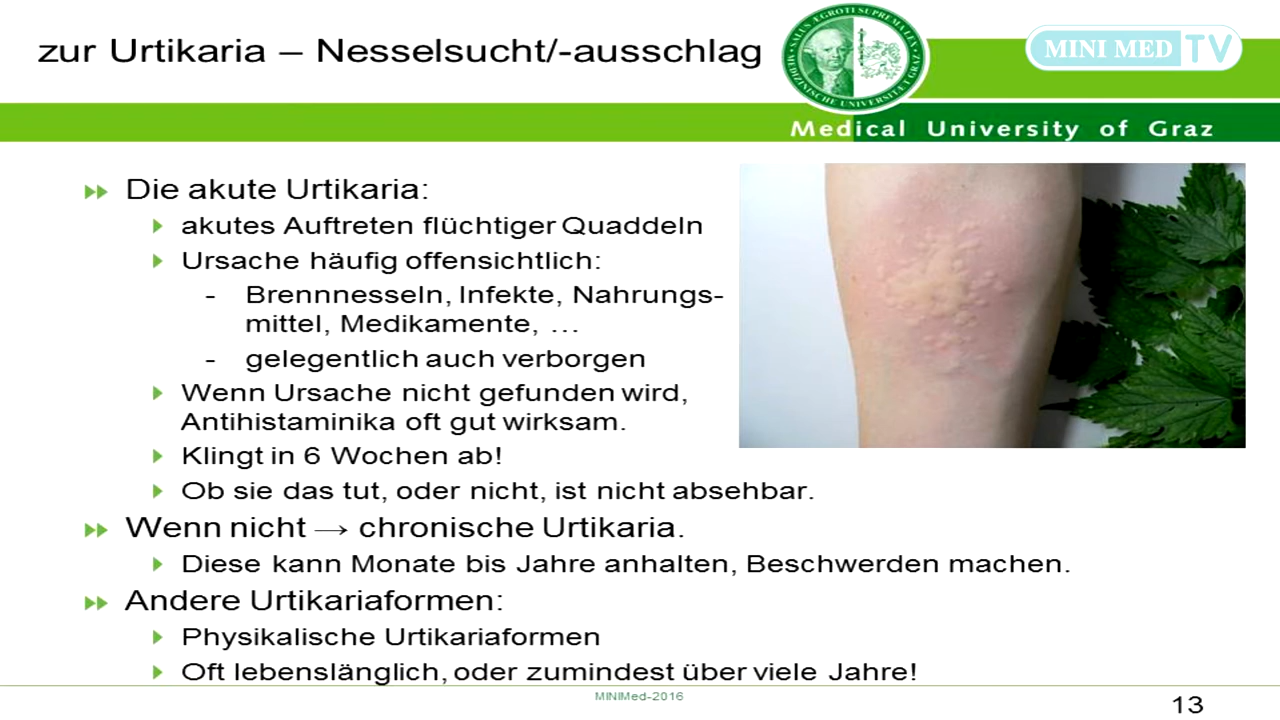 zur Urtikaria – Nesselsucht/-ausschlag
MINI MED TV
Medical University of Graz
Die akute Urtikaria:
akutes Auftreten flüchtiger Quaddeln
Ursache häufig offensichtlich:
- Brennnesseln, Infekte, Nahrungs-
mittel, Medikamente, …
- gelegentlich auch verborgen
Wenn Ursache nicht gefunden wird,
Antihistaminika oft gut wirksam.
Klingt in 6 Wochen ab!
Ob sie das tut, oder nicht, ist nicht absehbar.
Wenn nicht → chronische Urtikaria.
Diese kann Monate bis Jahre anhalten, Beschwerden machen.
Andere Urtikariaformen:
Physikalische Urtikariaformen
Oft lebenslänglich, oder zumindest über viele Jahre!
MINIMed-2016
13